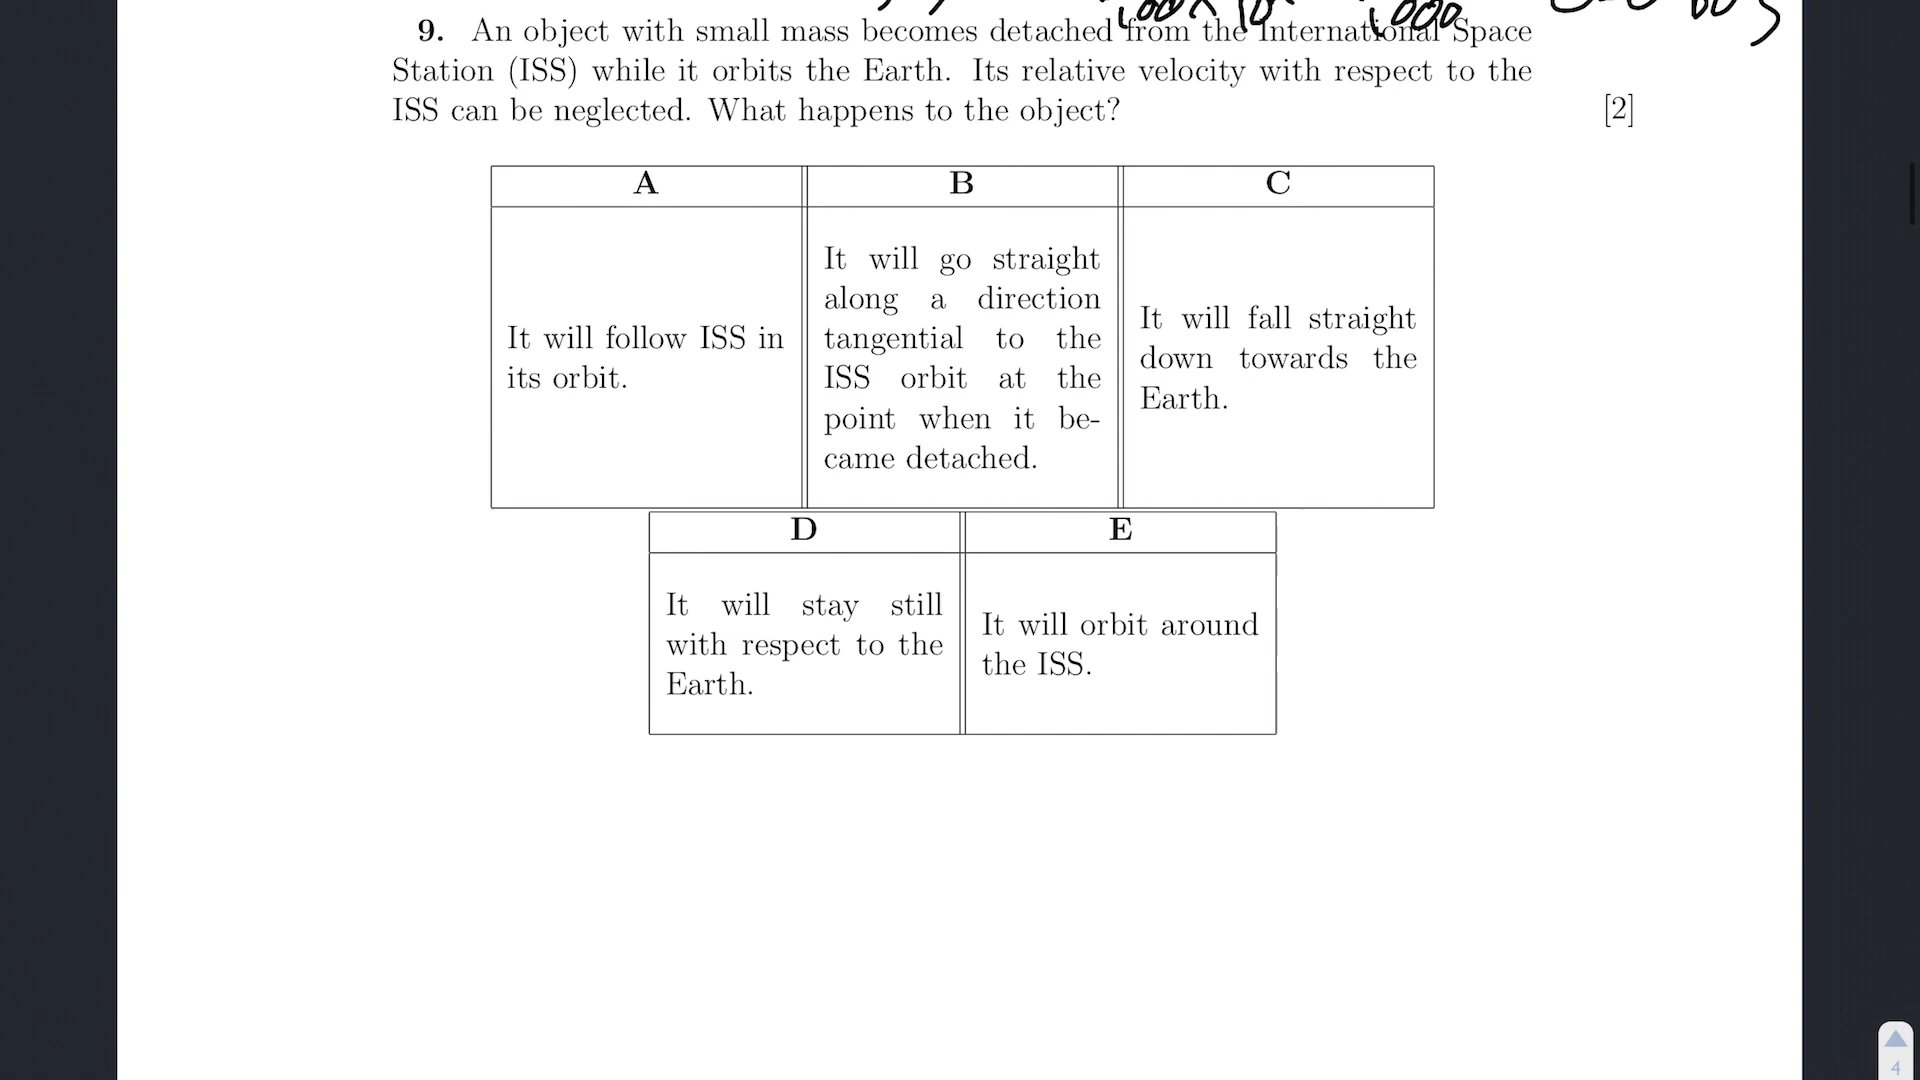 9. An object with small mass becomes detached from the International Space
Station (ISS) while it orbits the Earth. Its relative velocity with respect to the
ISS can be neglected. What happens to the object?
[2]
A
B
C
It will follow ISS in
its orbit.
It will go straight
along a direction
tangential to the
ISS orbit at the
point when it be-
came detached.
It will fall straight
down towards the
Earth.
D
E
It will stay still
with respect to the
Earth.
It will orbit around
the ISS.
4